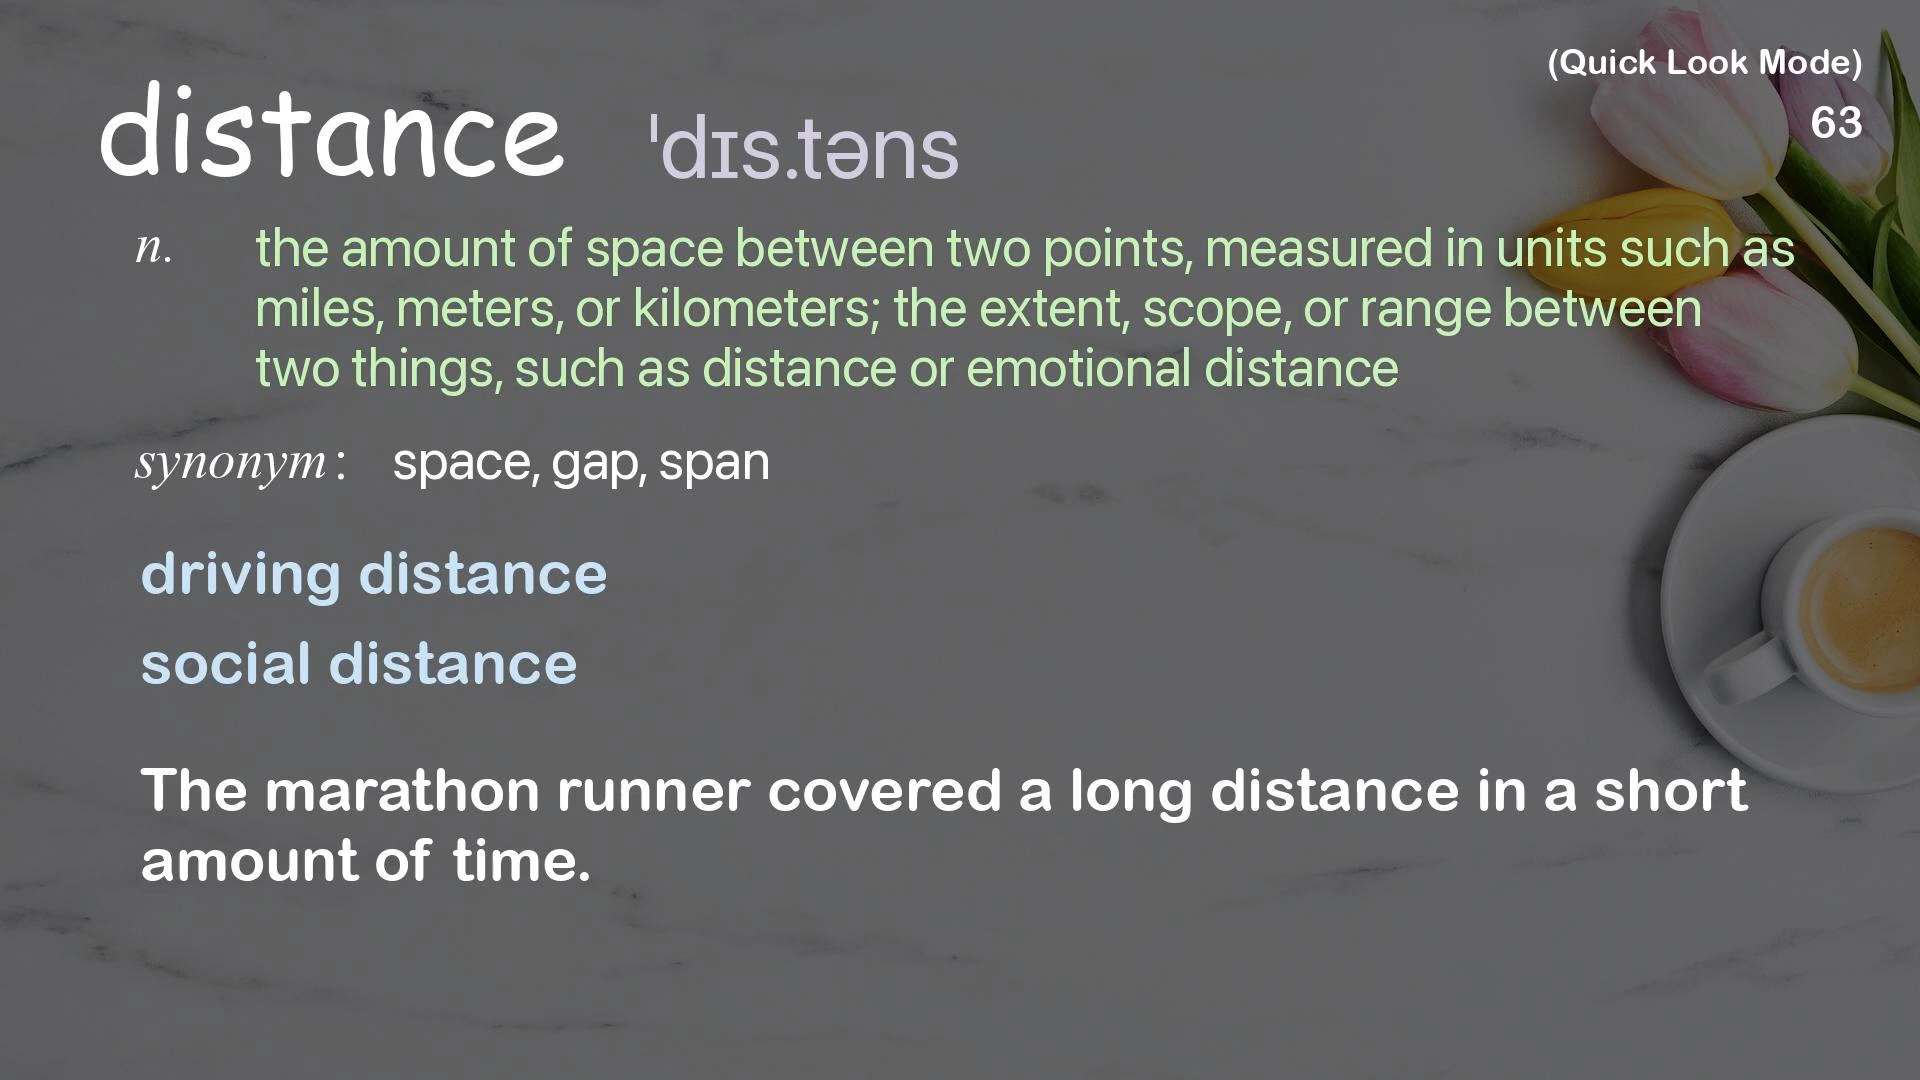 (Quick Look Mode)
63
distance ˈdɪs.təns
n. the amount of space between two points, measured in units such as
miles, meters, or kilometers; the extent, scope, or range between
two things, such as distance or emotional distance
synonym: space, gap, span
driving distance
social distance
The marathon runner covered a long distance in a short
amount of time.